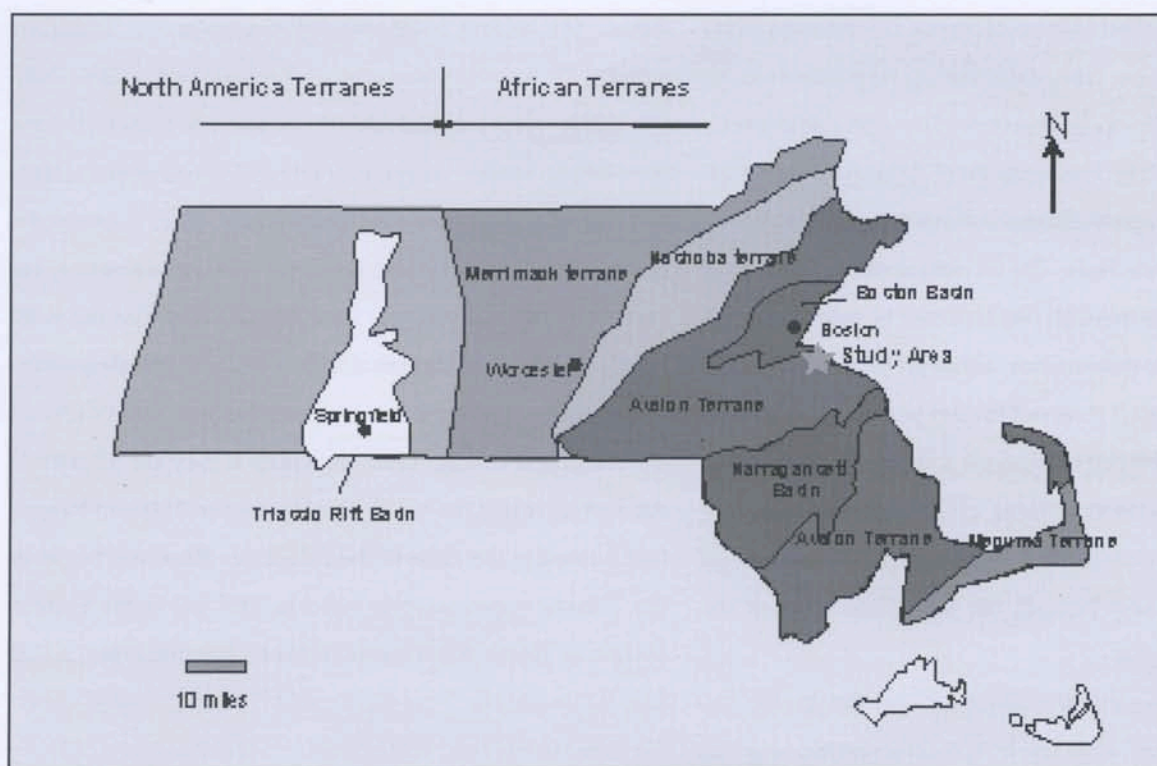 North America Terranes
African Terranes
N
Merrimack terrane
Nashoba terrane
Boston Basin
Boston
Study Area
Worcester
Avalon Terrane
Springfield
Narragansett
Basin
Triassic Rift Basin
Avalon Terrane
Meguma Terrane
10 miles